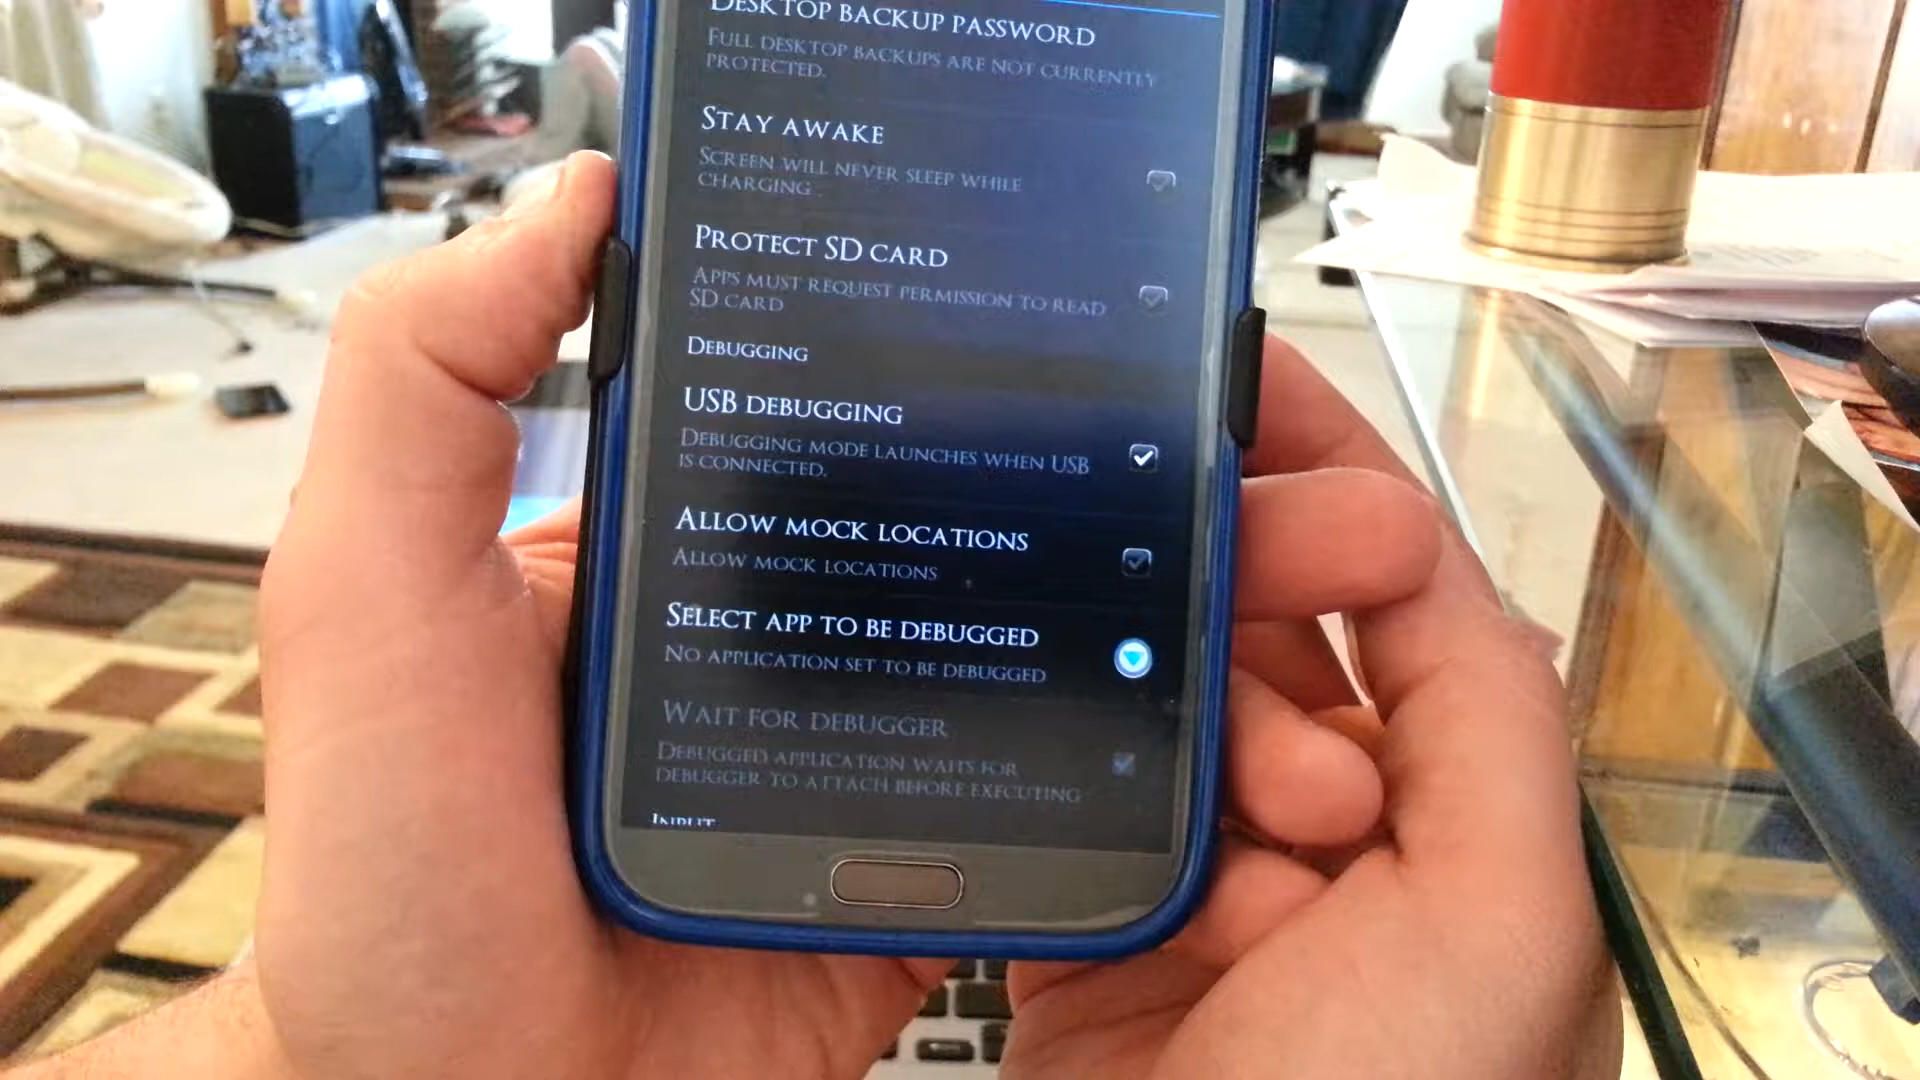 Desktop backup password
Full desktop backups are not currently
protected.
Stay awake
Screen will never sleep while
charging
Protect SD card
Apps must request permission to read
SD card
Debugging
USB debugging
Debugging mode launches when USB
is connected.
Allow mock locations
Allow mock locations
Select app to be debugged
No application set to be debugged
Wait for debugger
Debugged application waits for
debugger to attach before executing
Input